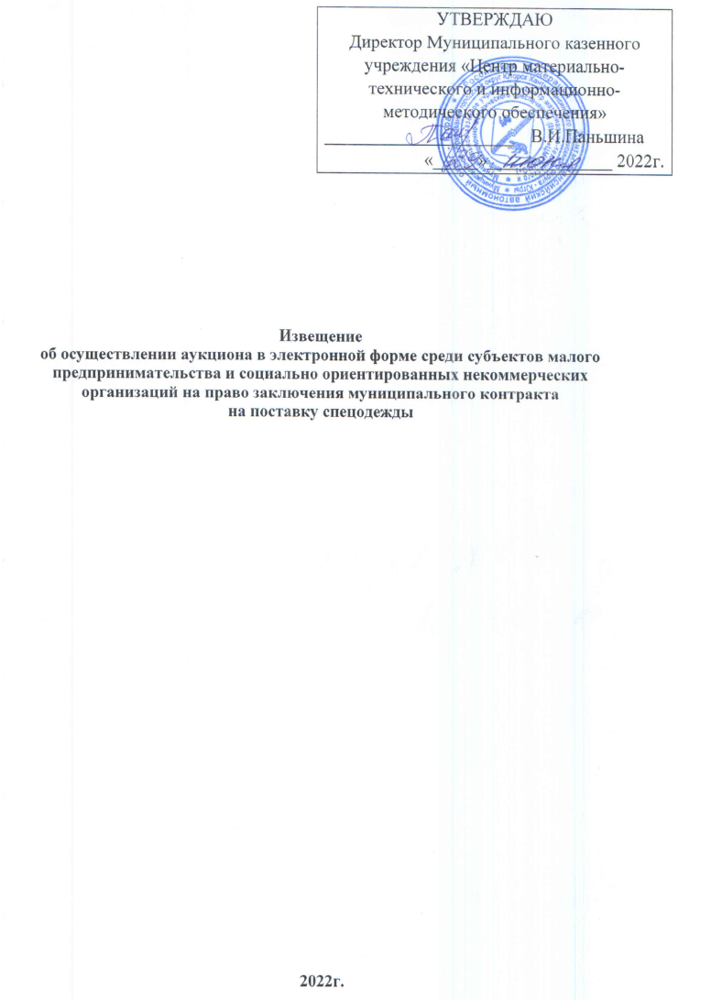 УТВЕРЖДАЮ
Директор Муниципального казенного
учреждения «Центр материально-
технического и информационно-
методического обеспечения»
В.И.Паньшина
« » июня 2022г.
Извещение
об осуществлении аукциона в электронной форме среди субъектов малого
предпринимательства и социально ориентированных некоммерческих
организаций на право заключения муниципального контракта
на поставку спецодежды
2022г.